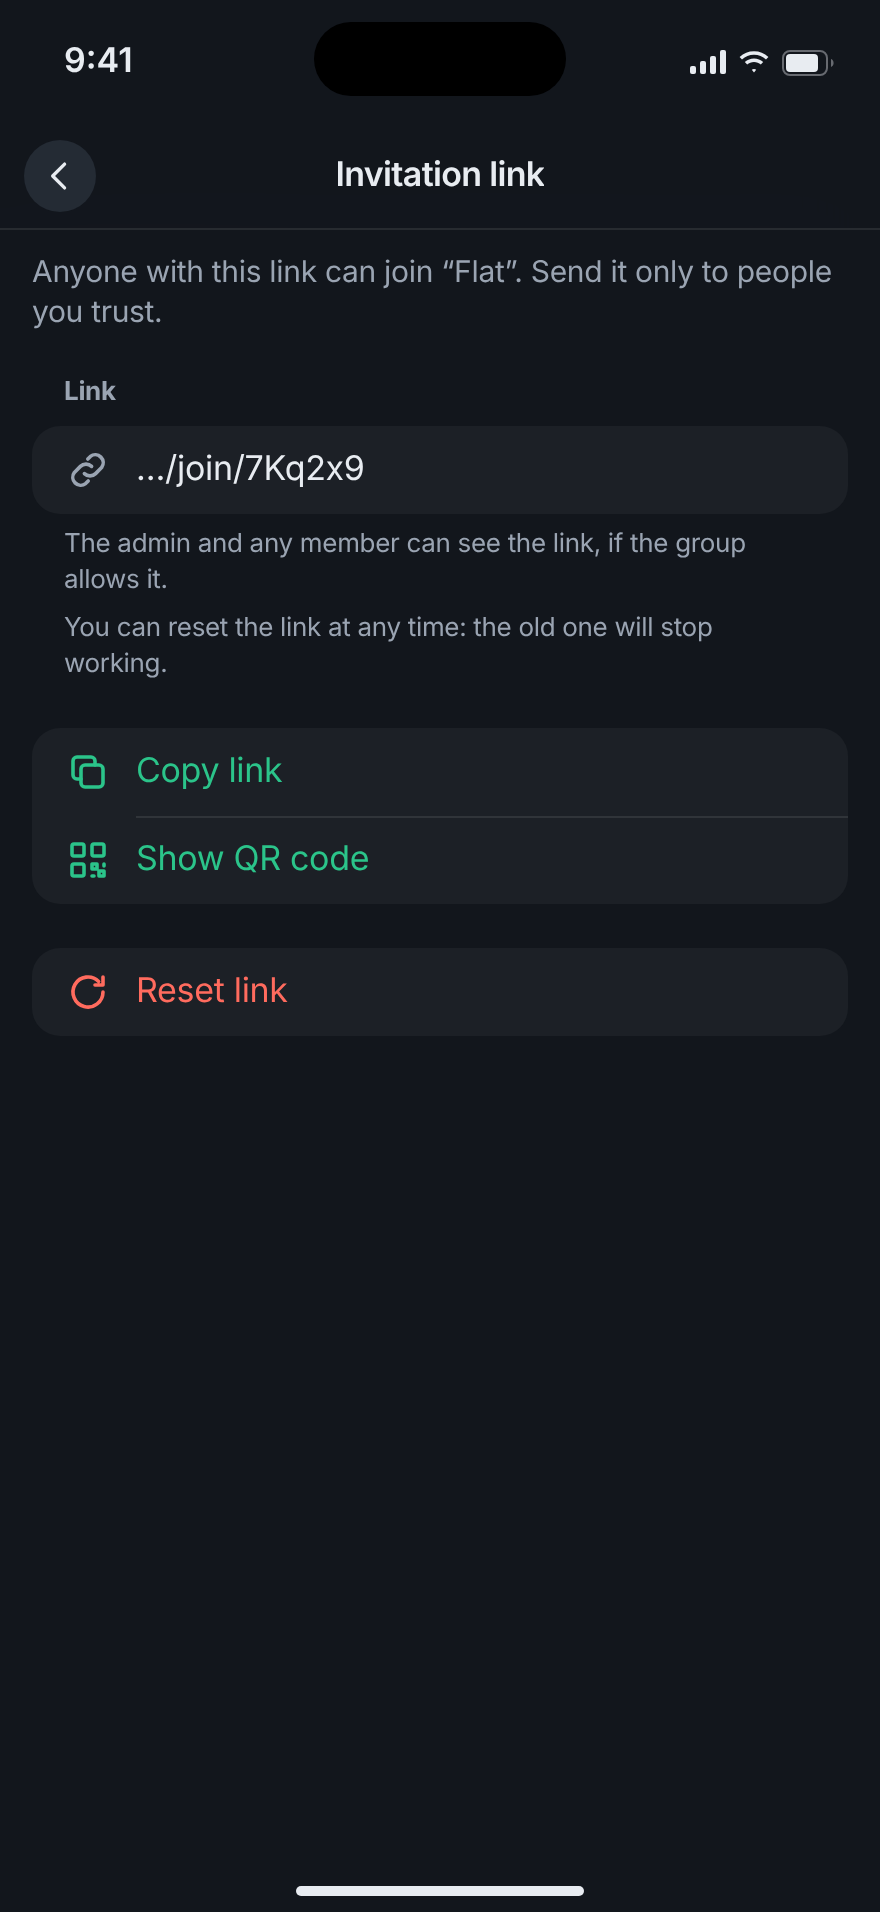 9:41
Invitation link
Anyone with this link can join “Flat”. Send it only to people
you trust.
Link
.../join/7Kq2x9
The admin and any member can see the link, if the group
allows it.
You can reset the link at any time: the old one will stop
working.
Copy link
Show QR code
Reset link